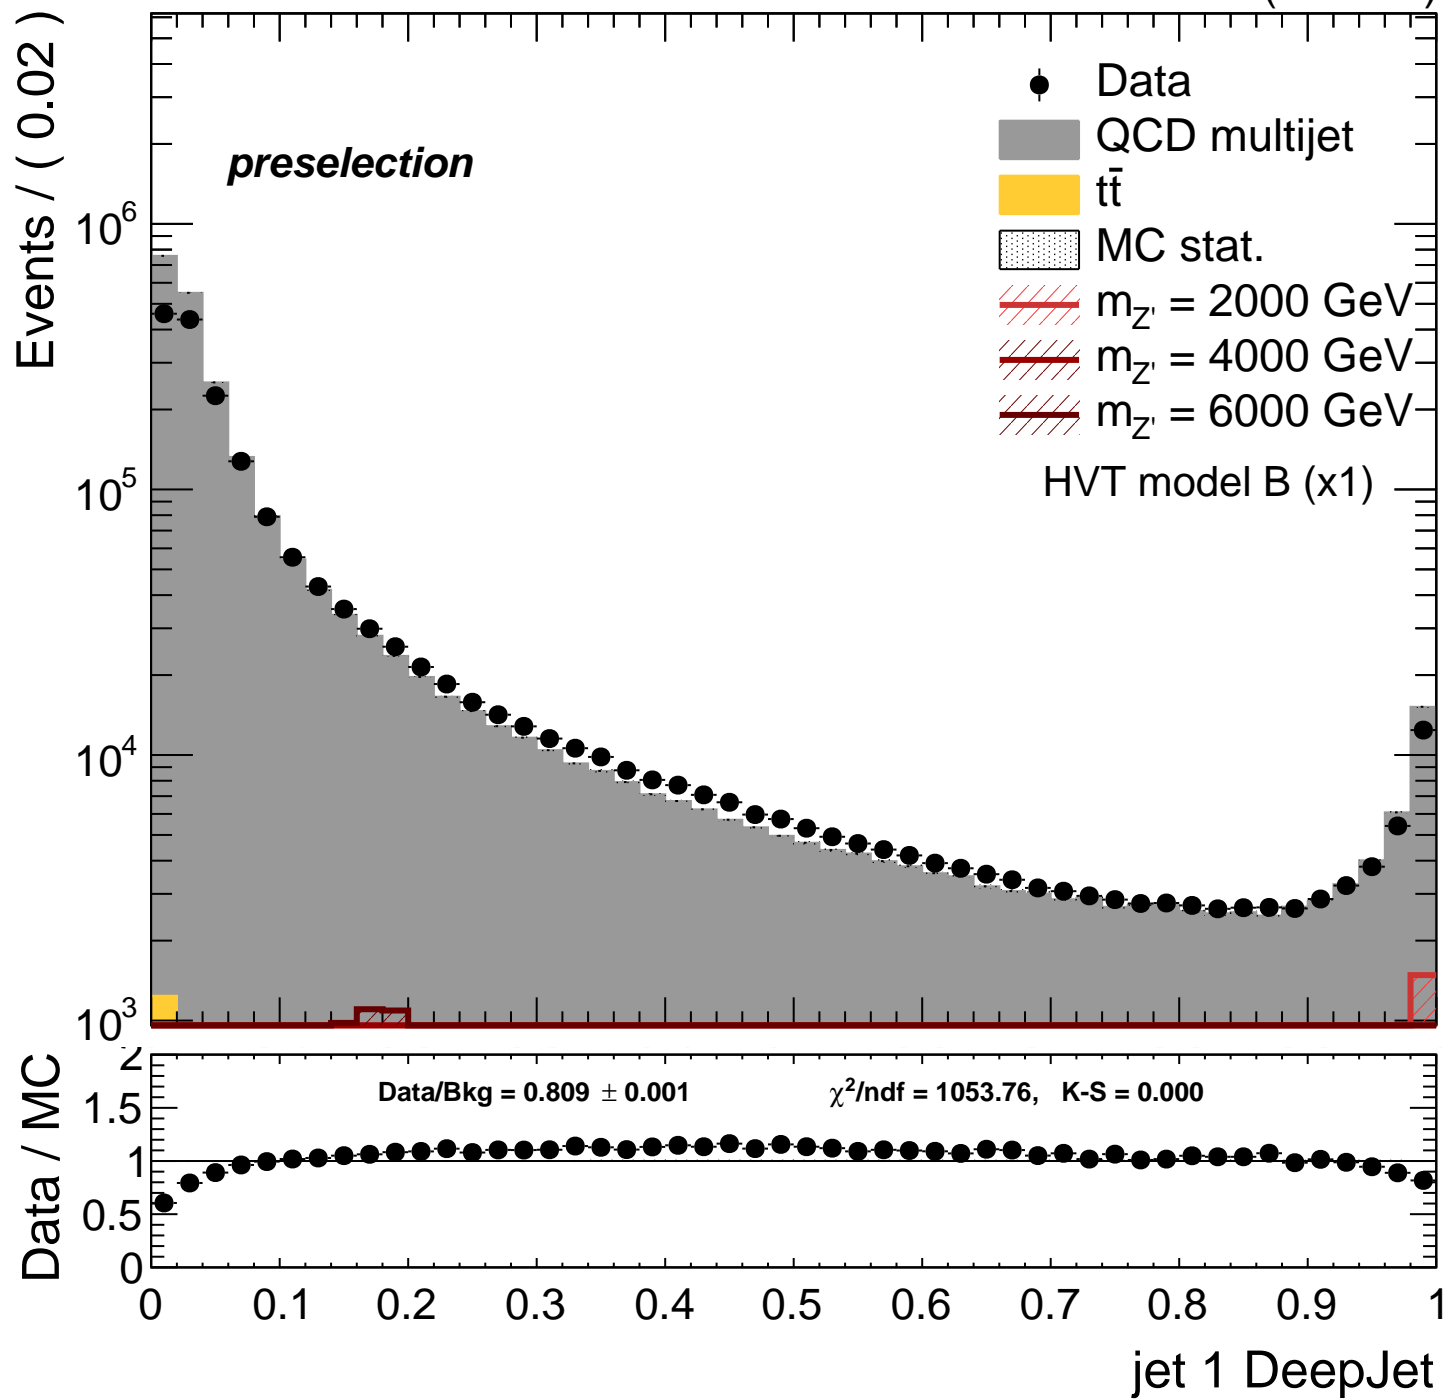 Events / ( 0.02 )
preselection
Data
QCD multijet
tt̄
MC stat.
m_Z' = 2000 GeV
m_Z' = 4000 GeV
m_Z' = 6000 GeV
HVT model B (x1)
10^6
10^5
10^4
10^3
Data / MC
Data/Bkg = 0.809 ± 0.001
χ²/ndf = 1053.76, K-S = 0.000
2
1.5
1
0.5
0
0 0.1 0.2 0.3 0.4 0.5 0.6 0.7 0.8 0.9 1
jet 1 DeepJet